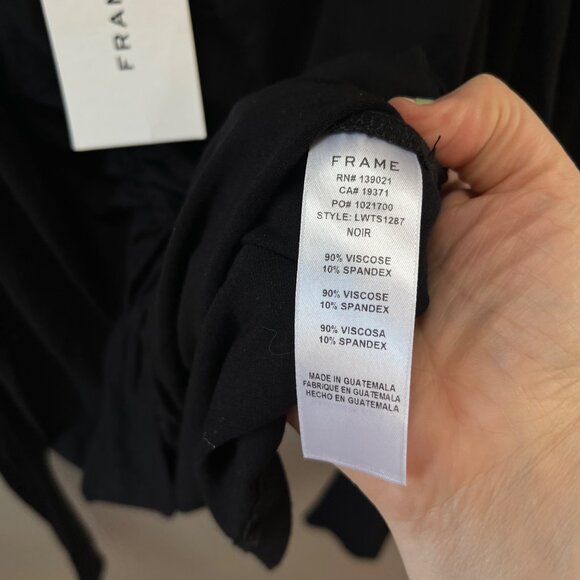 FRAM
FRAME
RN# 139021
CA# 19371
PO# 1021700
STYLE: LWTS1287
NOIR
90% VISCOSE
10% SPANDEX
90% VISCOSE
10% SPANDEX
90% VISCOSA
10% SPANDEX
MADE IN GUATEMALA
FABRIQUE EN GUATEMALA
HECHO EN GUATEMALA